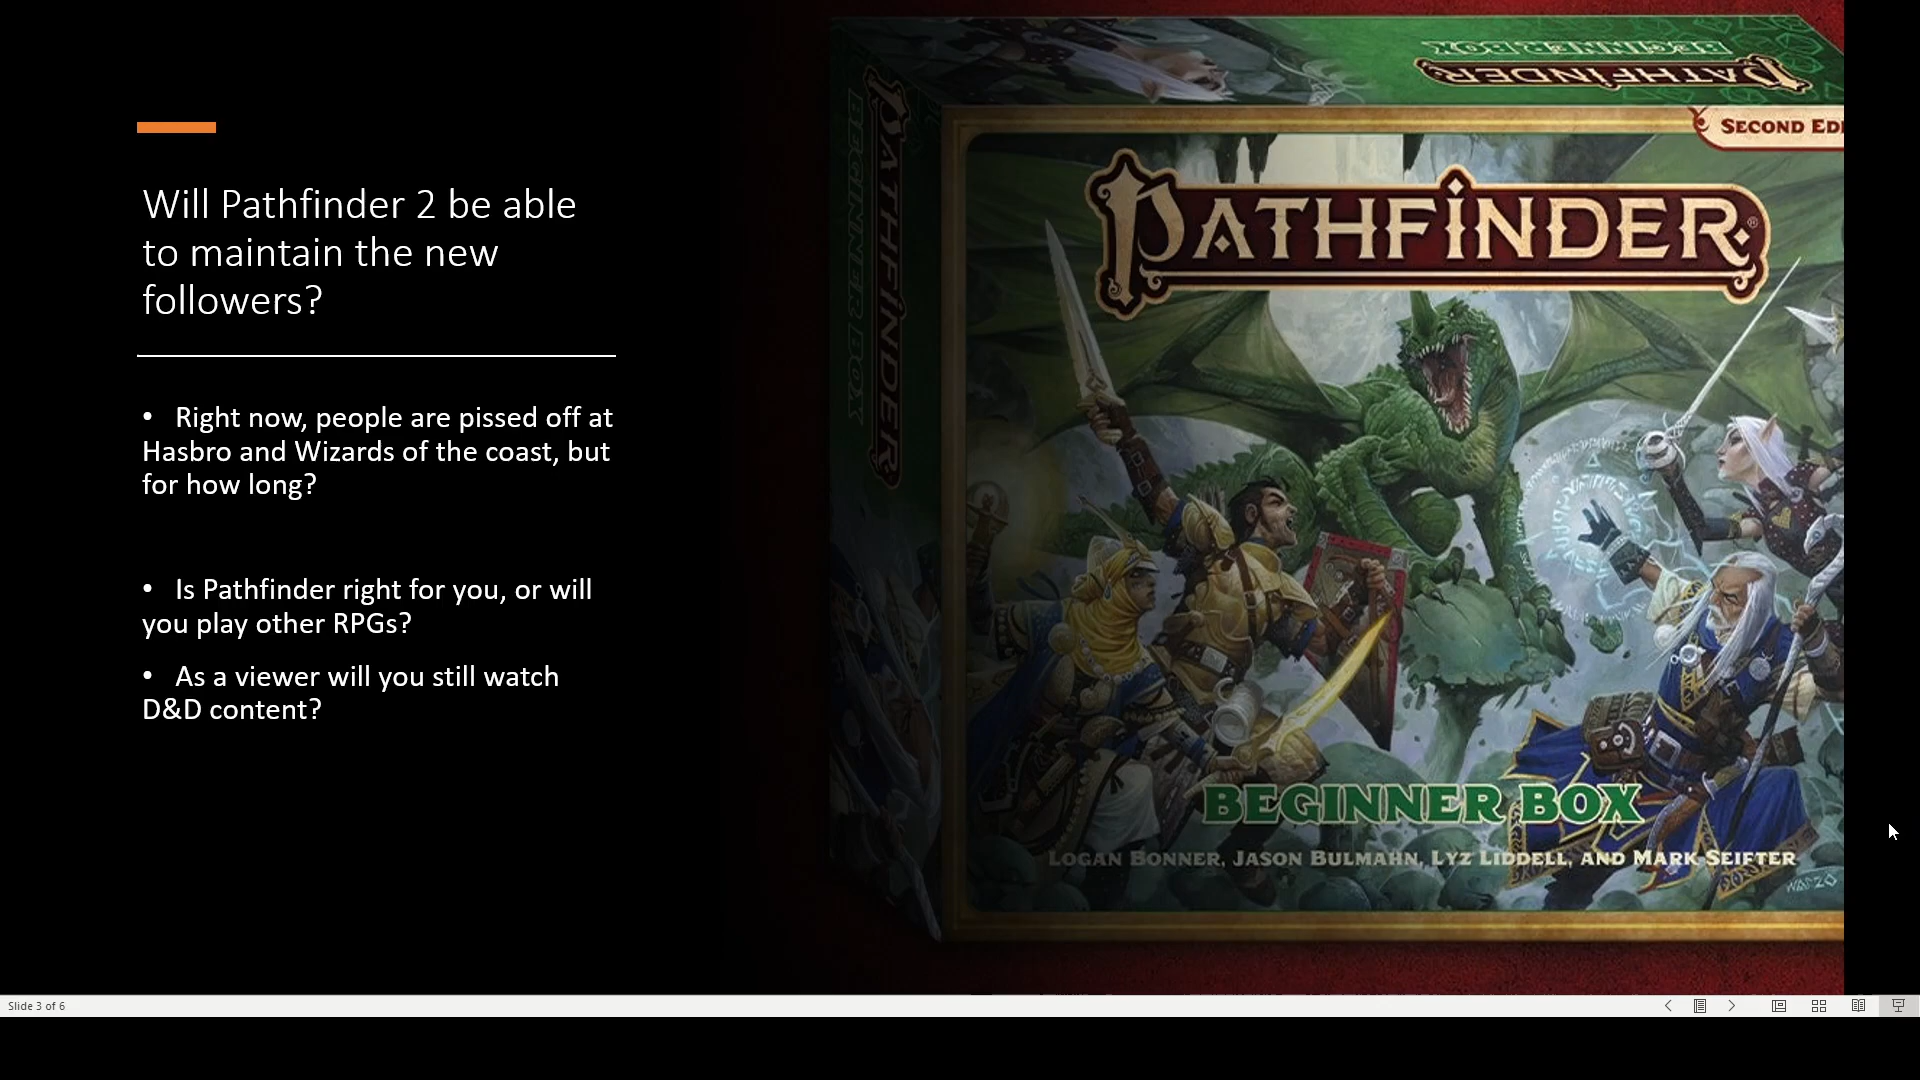 Will Pathfinder 2 be able
to maintain the new
followers?
• Right now, people are pissed off at
Hasbro and Wizards of the coast, but
for how long?
• Is Pathfinder right for you, or will
you play other RPGs?
• As a viewer will you still watch
D&D content?
BEGINNER BOX
PATHFINDER
PATHFINDER
BEGINNER BOX
SECOND EDI
PATHFINDER®
BEGINNER BOX
LOGAN BONNER, JASON BULMAHN, LYZ LIDDELL, AND MARK SEIFTER
Slide 3 of 6